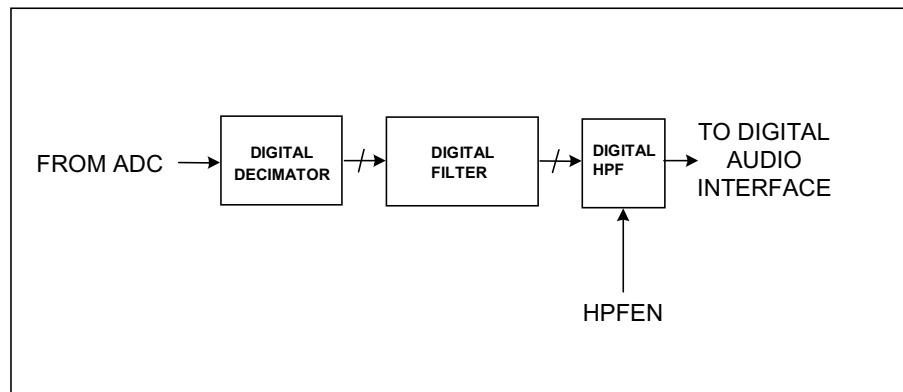 FROM ADC
DIGITAL
DECIMATOR
DIGITAL
FILTER
DIGITAL
HPF
TO DIGITAL
AUDIO
INTERFACE
HPFEN